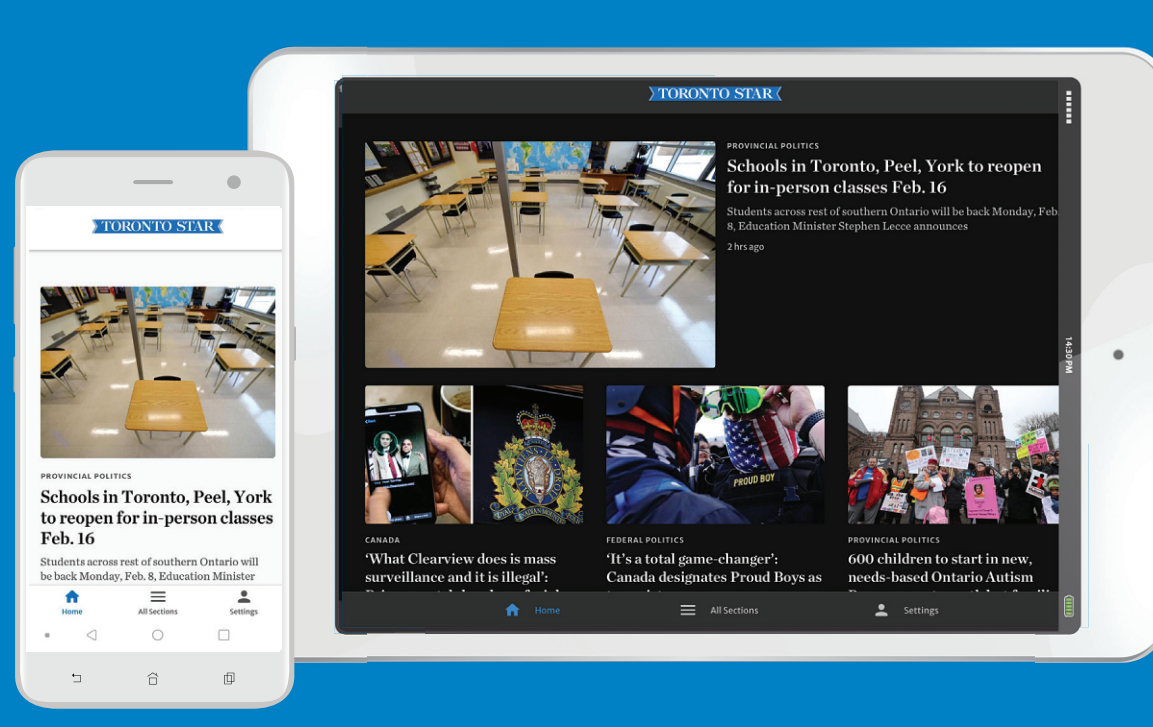 TORONTO STAR
PROVINCIAL POLITICS
Schools in Toronto, Peel, York
to reopen for in-person classes
Feb. 16
Students across rest of southern Ontario will
be back Monday, Feb. 8, Education Minister
Home
All Sections
Settings
TORONTO STAR
PROVINCIAL POLITICS
Schools in Toronto, Peel, York to reopen
for in-person classes Feb. 16
Students across rest of southern Ontario will be back Monday, Feb.
8, Education Minister Stephen Lecce announces
2 hrs ago
14:30 PM
PROUD BOY
CANADA
‘What Clearview does is mass
surveillance and it is illegal’:
FEDERAL POLITICS
‘It’s a total game-changer’:
Canada designates Proud Boys as
PROVINCIAL POLITICS
600 children to start in new,
needs-based Ontario Autism
Home
All Sections
Settings